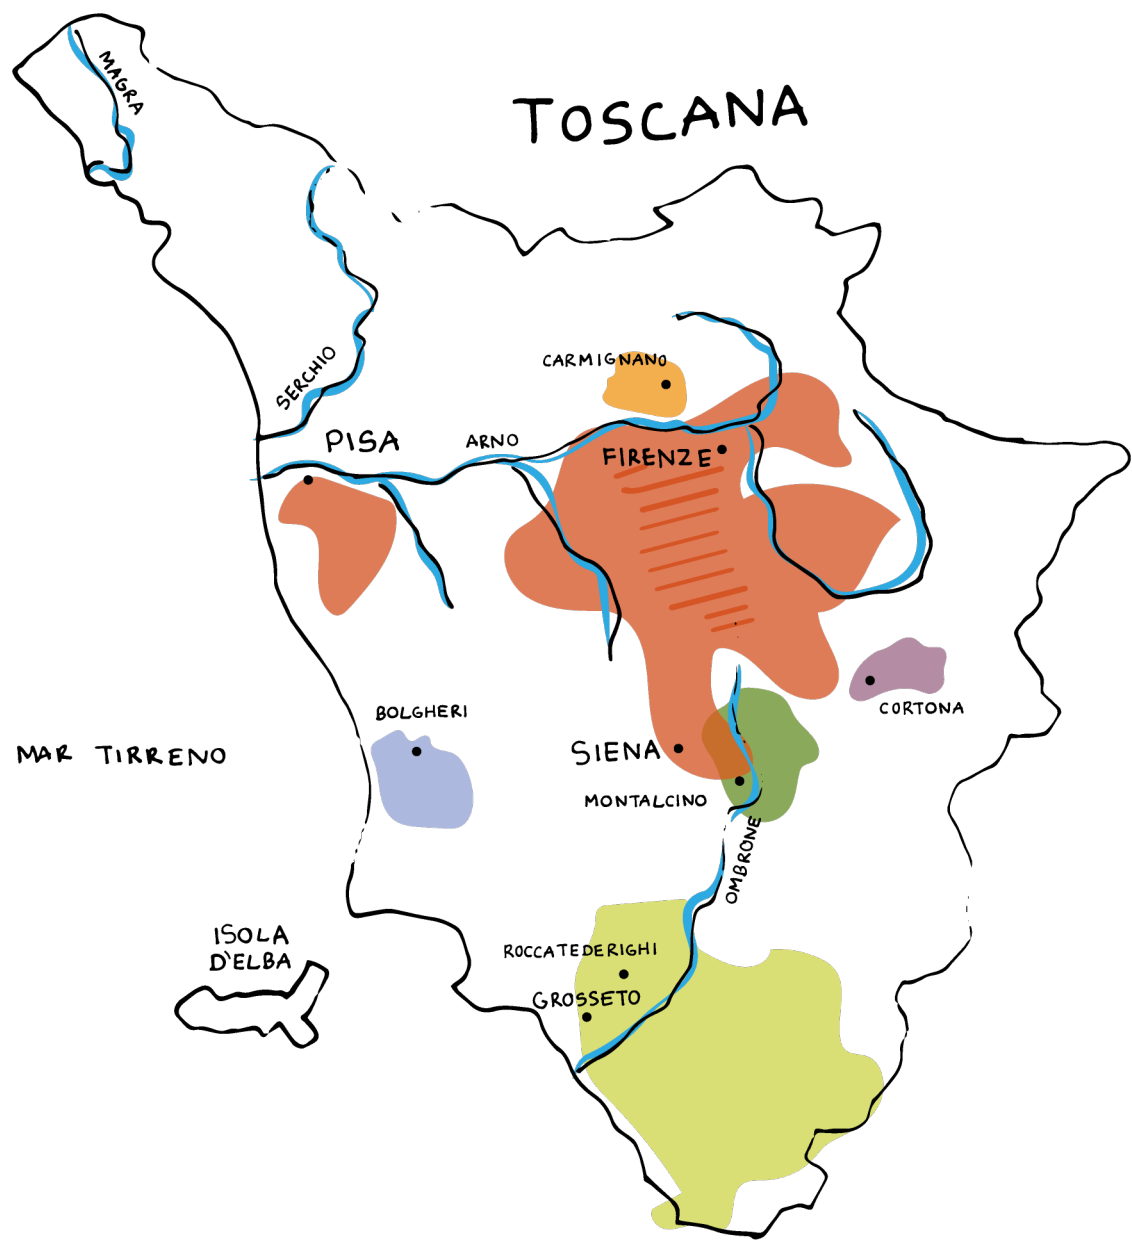 MAGRA
TOSCANA
SERCHIO
CARMIGNANO
PISA
ARNO
FIRENZE
CORTONA
BOLGHERI
MAR TIRRENO
SIENA
MONTALCINO
OMBRONE
ISOLA
D'ELBA
ROCCATEDERIGHI
GROSSETO